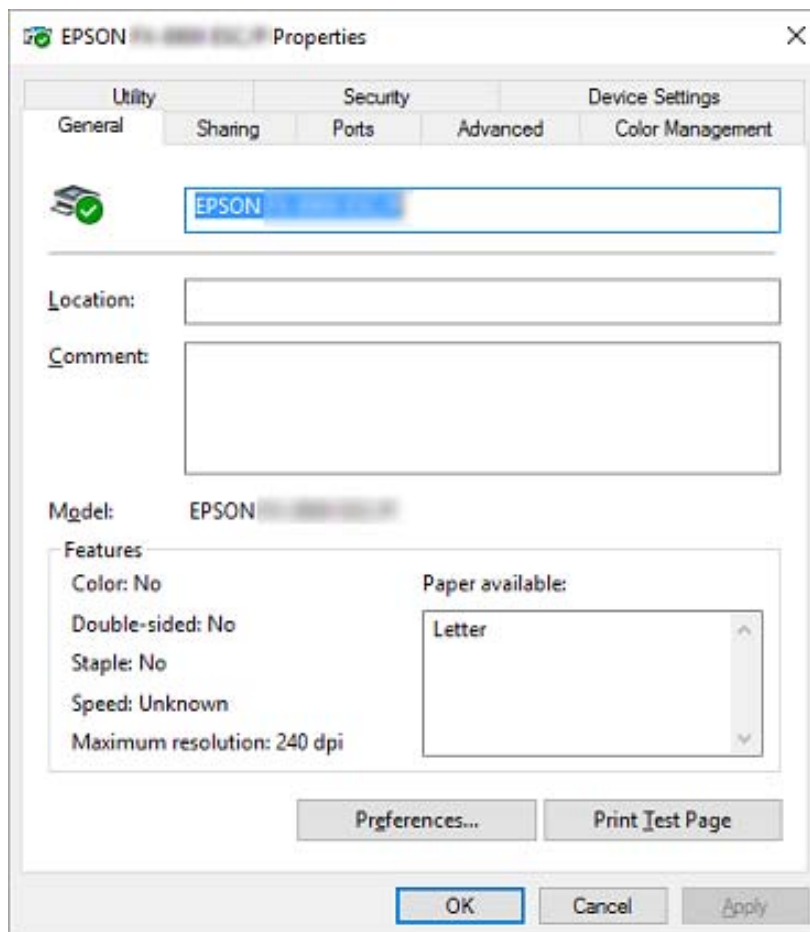 EPSON Properties
Utility Security Device Settings
General Sharing Ports Advanced Color Management
EPSON
Location:
Comment:
Model: EPSON
Features
Color: No
Double-sided: No
Staple: No
Speed: Unknown
Maximum resolution: 240 dpi
Paper available:
Letter
Preferences... Print Test Page
OK Cancel Apply